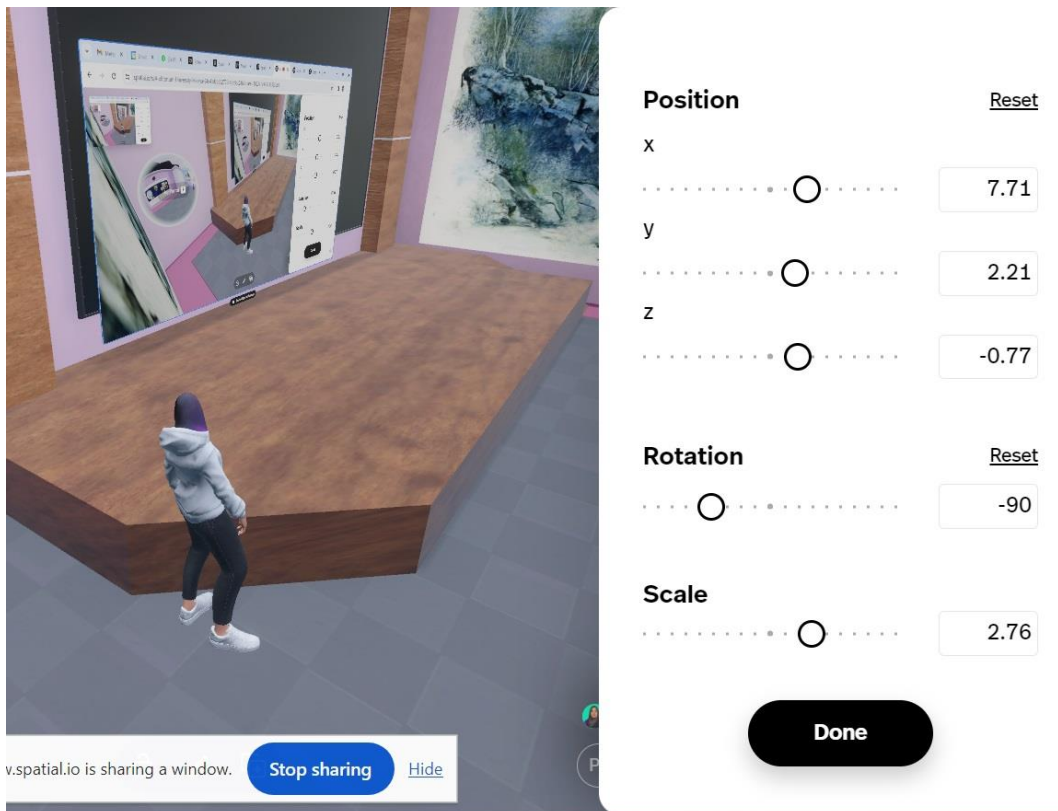 Position Reset
x
7.71
y
2.21
z
-0.77
Rotation Reset
-90
Scale
2.76
Done
w.spatial.io is sharing a window. Stop sharing Hide
P